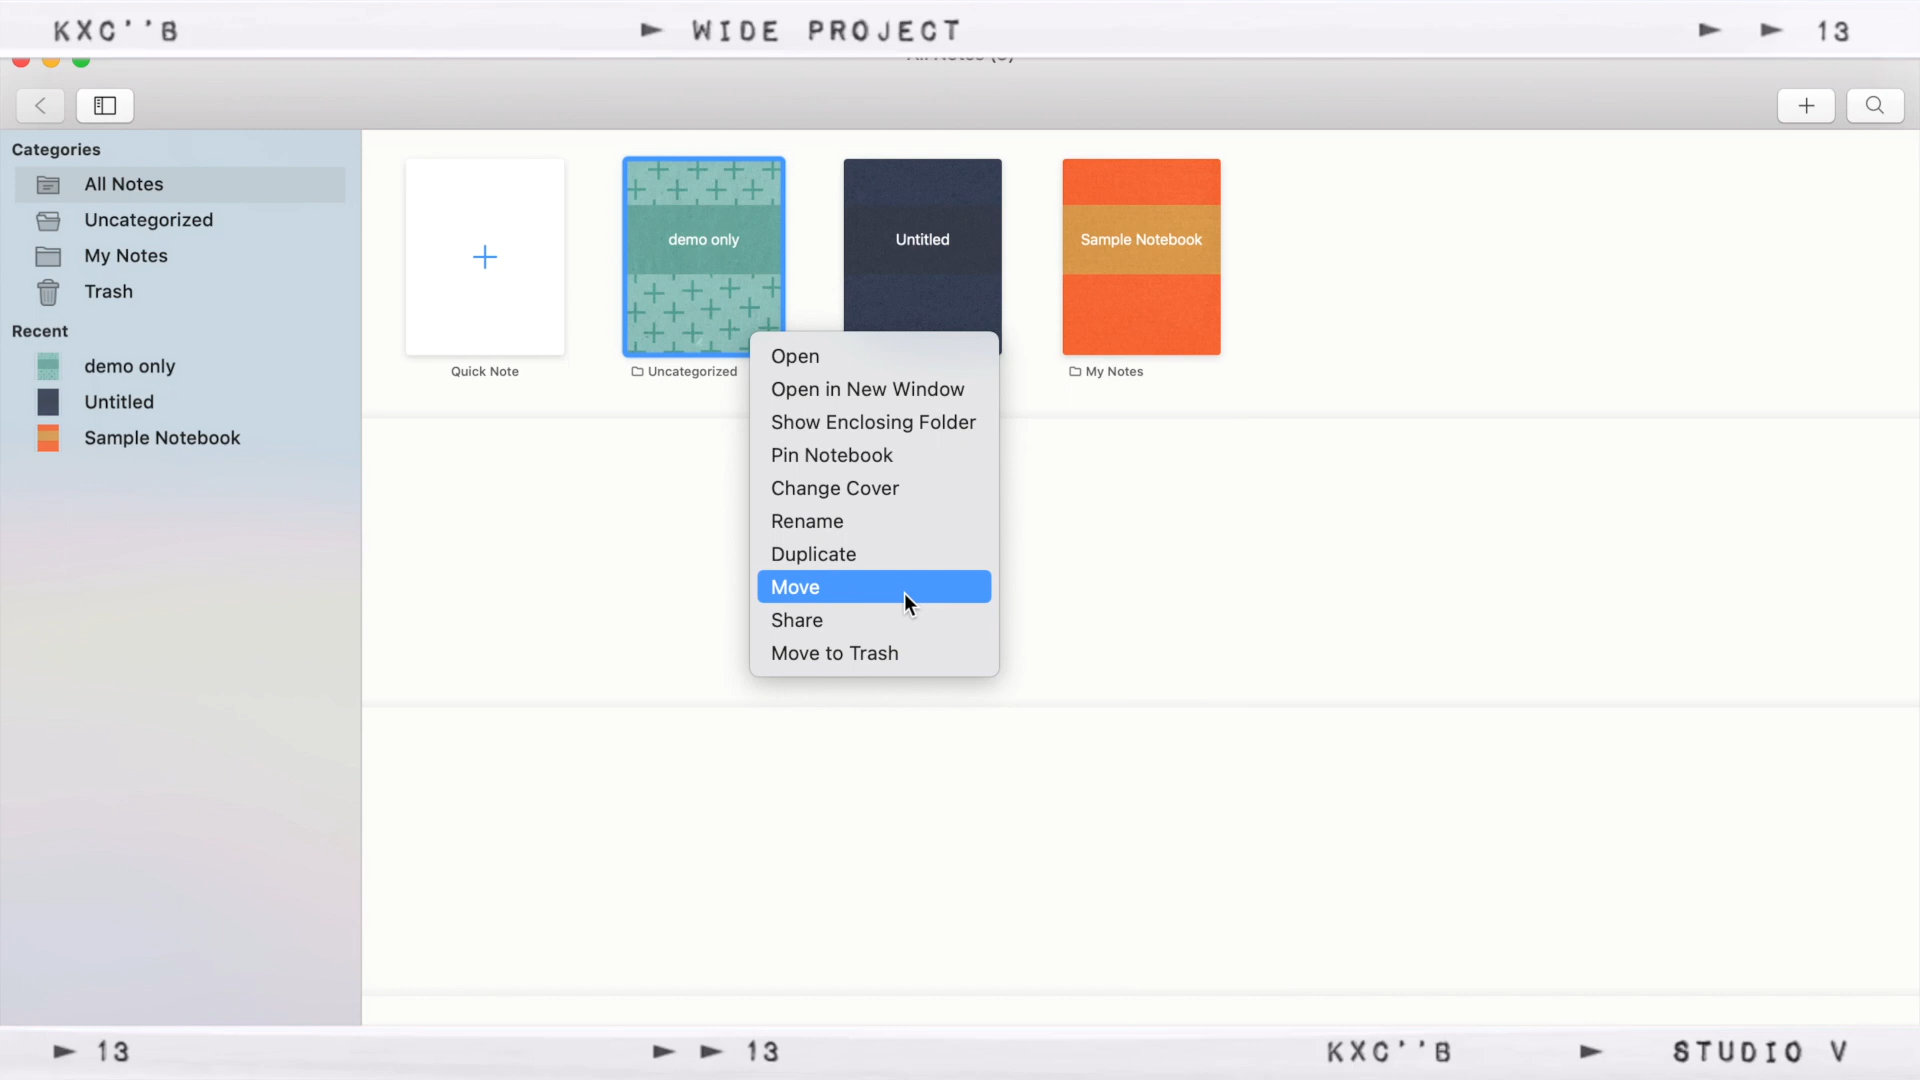 KXC''B
► WIDE PROJECT
► ► 13
Categories
All Notes
Uncategorized
My Notes
Trash
Recent
demo only
Untitled
Sample Notebook
demo only
Untitled
Sample Notebook
Quick Note
Uncategorized
My Notes
Open
Open in New Window
Show Enclosing Folder
Pin Notebook
Change Cover
Rename
Duplicate
Move
Share
Move to Trash
► 13
► ► 13
KXC''B
►
STUDIO V